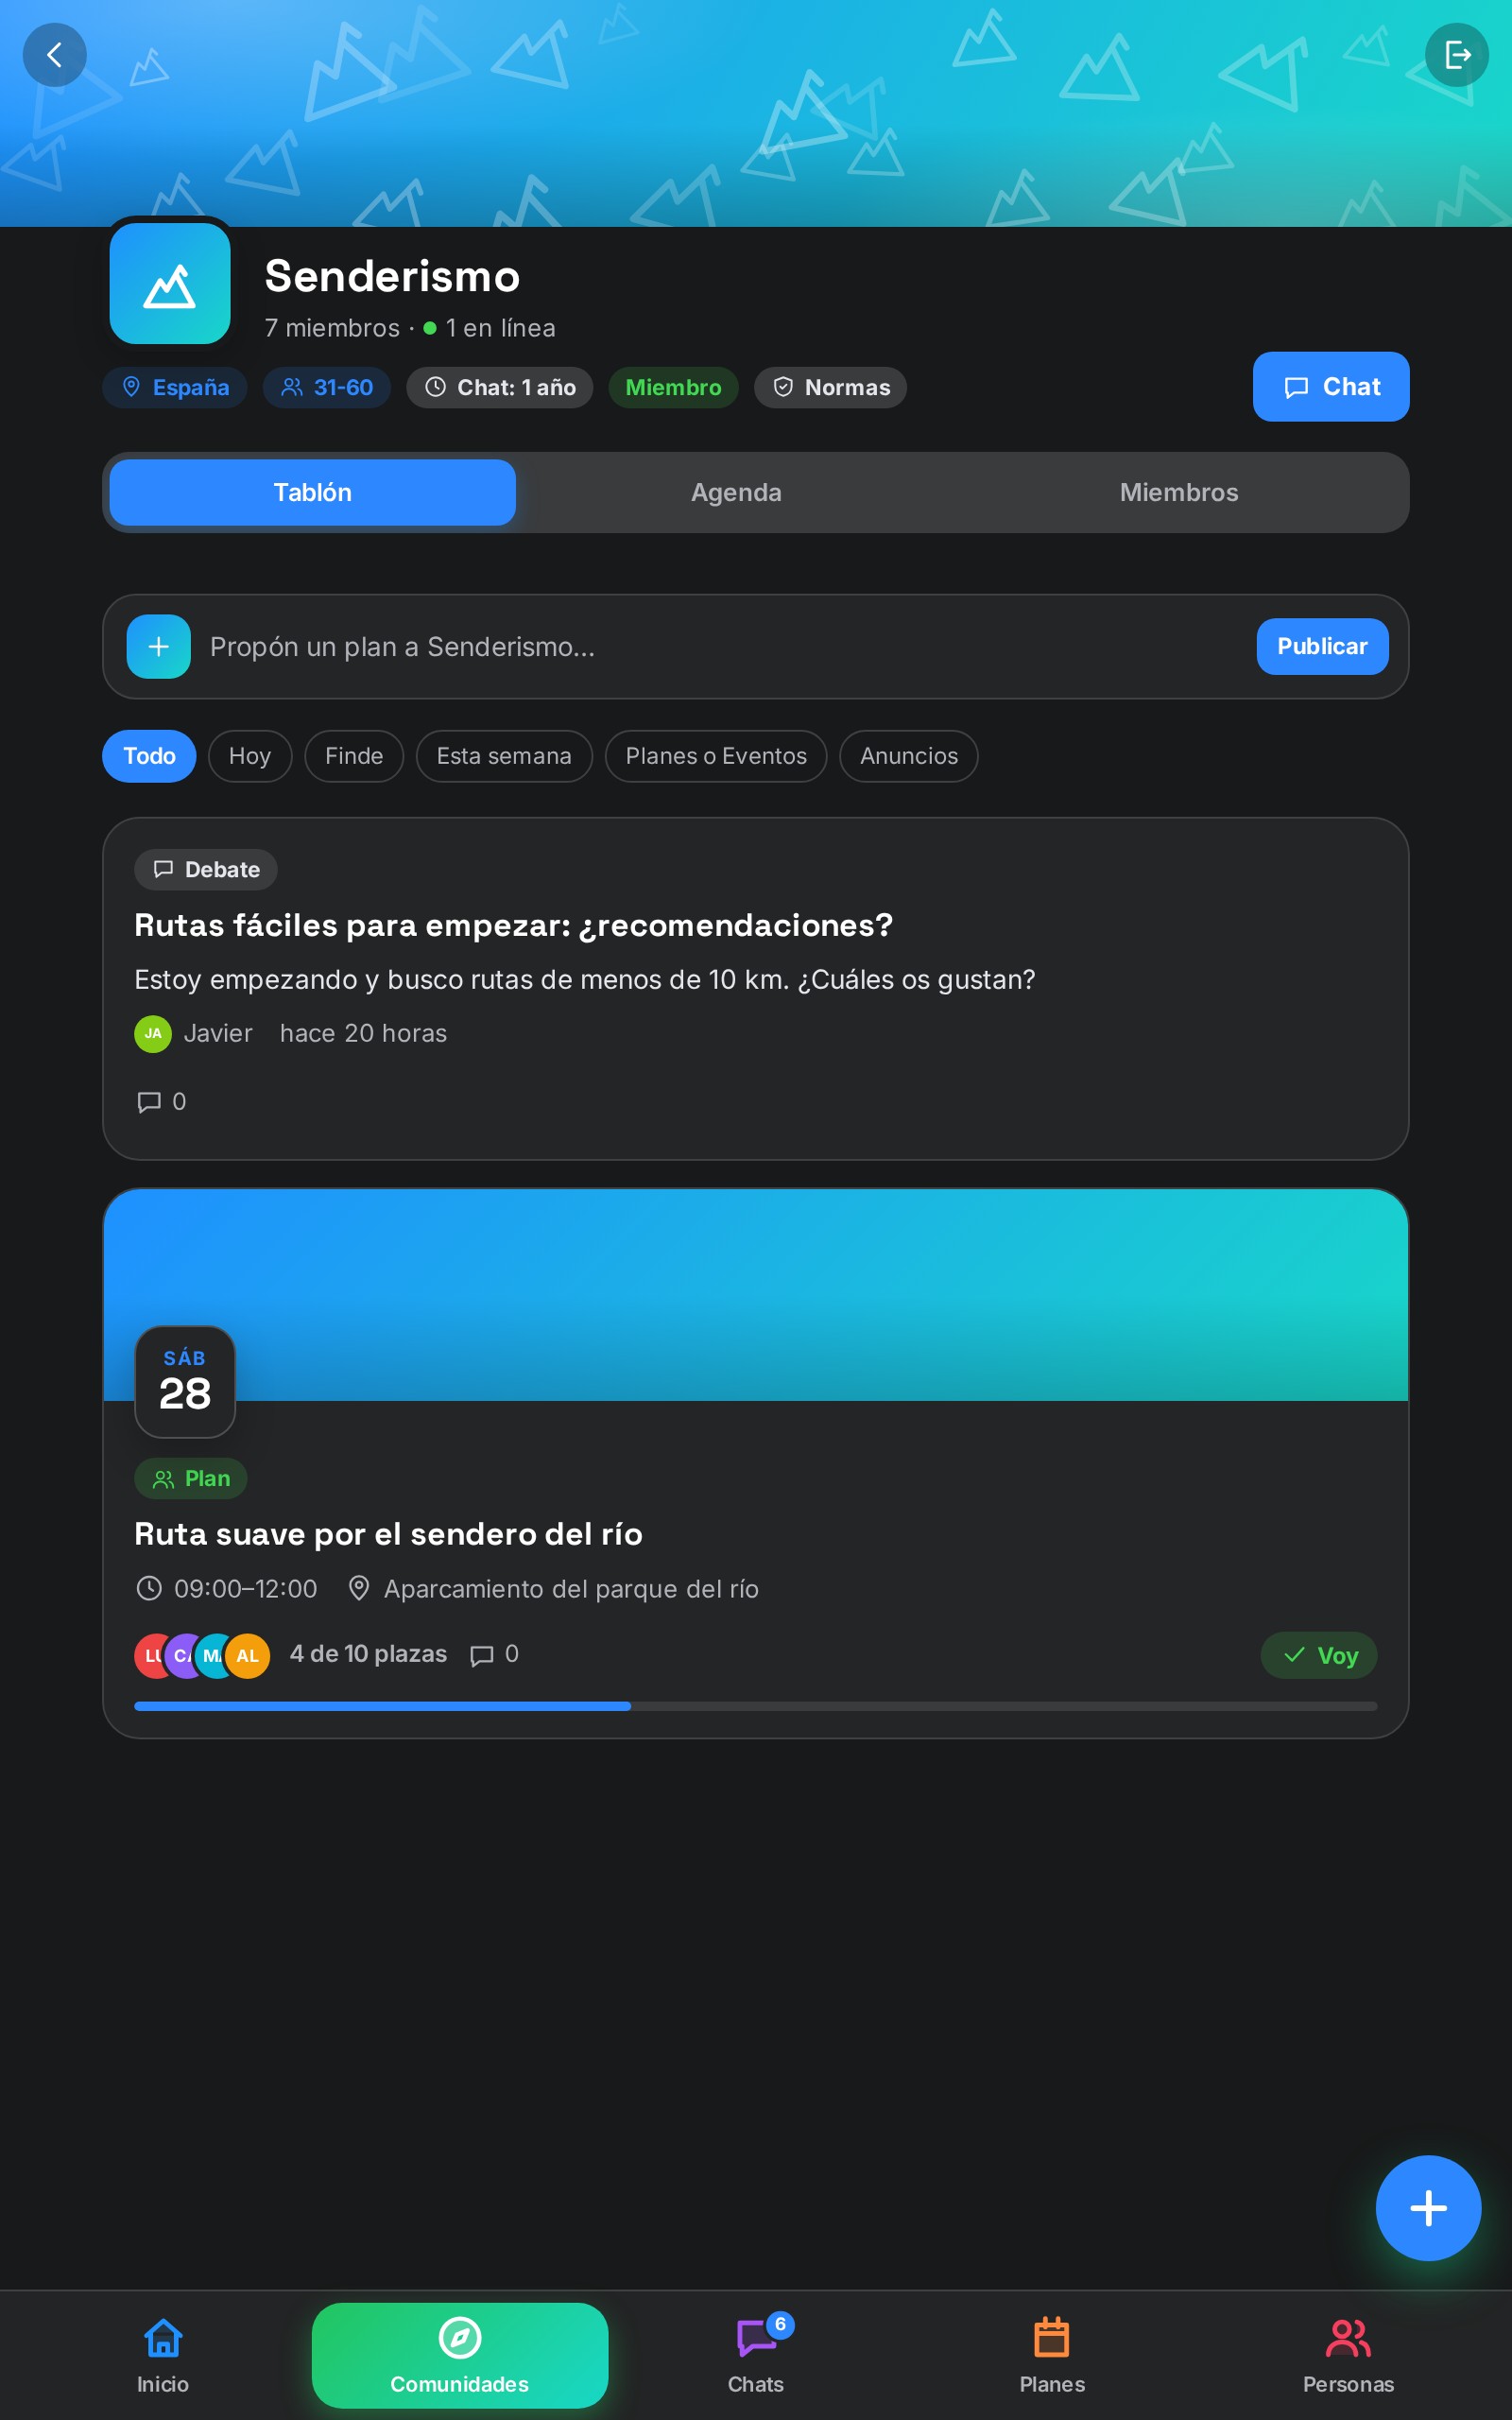 Senderismo
7 miembros · 1 en línea
España 31-60 Chat: 1 año Miembro Normas Chat
Tablón Agenda Miembros
Propón un plan a Senderismo... Publicar
Todo Hoy Finde Esta semana Planes o Eventos Anuncios
Debate
Rutas fáciles para empezar: ¿recomendaciones?
Estoy empezando y busco rutas de menos de 10 km. ¿Cuáles os gustan?
JA Javier hace 20 horas
0
SÁB
28
Plan
Ruta suave por el sendero del río
09:00–12:00 Aparcamiento del parque del río
AL 4 de 10 plazas 0 Voy
6
Inicio Comunidades Chats Planes Personas